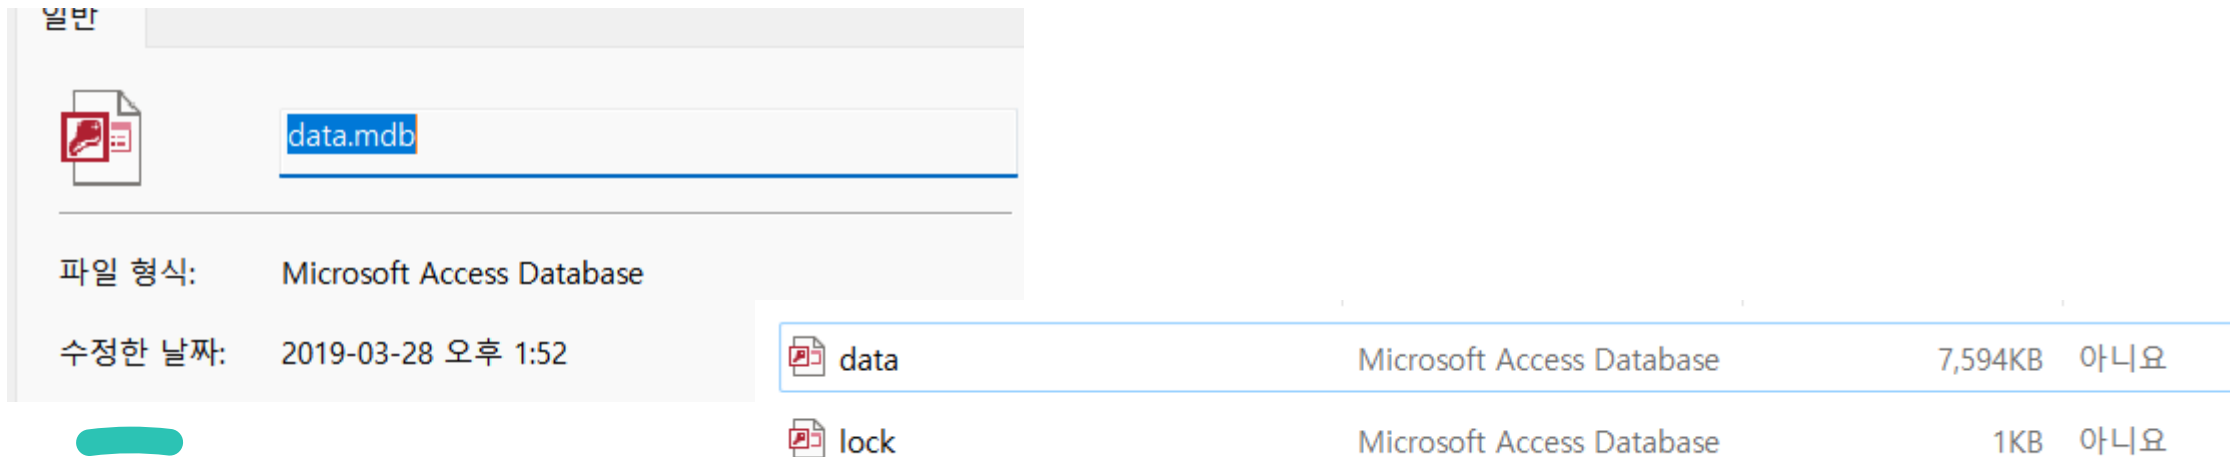 일반
data.mdb
파일 형식: Microsoft Access Database
수정한 날짜: 2019-03-28 오후 1:52
data Microsoft Access Database 7,594KB 아니요
lock Microsoft Access Database 1KB 아니요